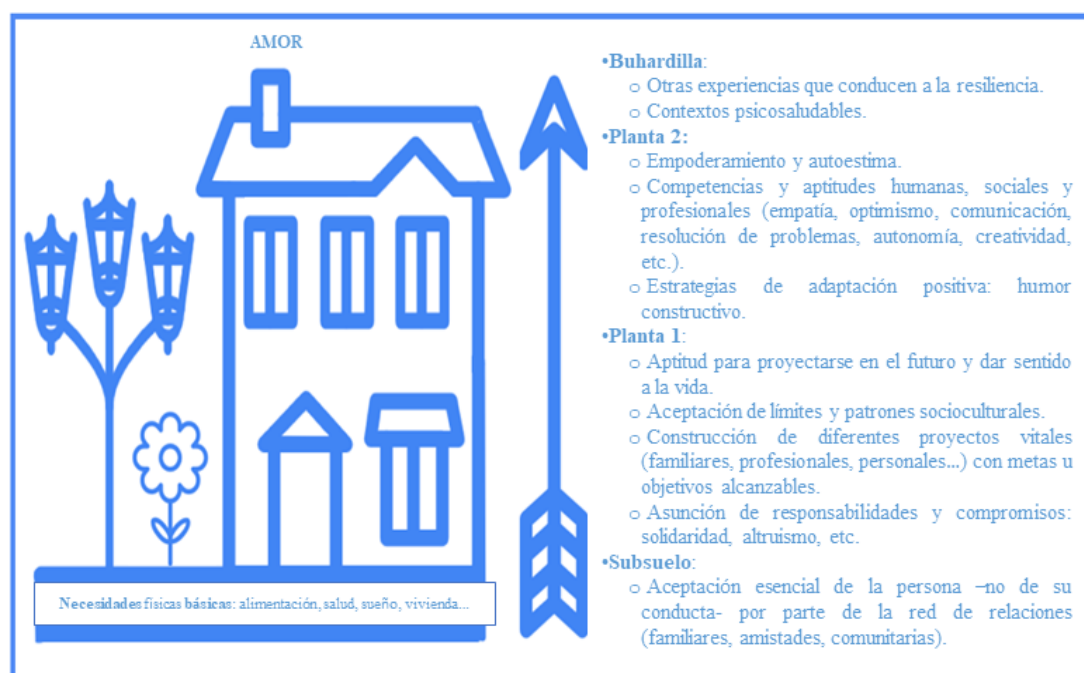 AMOR
•Buhardilla:
o Otras experiencias que conducen a la resiliencia.
o Contextos psicosaludables.
•Planta 2:
o Empoderamiento y autoestima.
o Competencias y aptitudes humanas, sociales y
profesionales (empatía, optimismo, comunicación,
resolución de problemas, autonomía, creatividad,
etc.).
o Estrategias de adaptación positiva: humor
constructivo.
•Planta 1:
o Aptitud para proyectarse en el futuro y dar sentido
a la vida.
o Aceptación de límites y patrones socioculturales.
o Construcción de diferentes proyectos vitales
(familiares, profesionales, personales...) con metas u
objetivos alcanzables.
o Asunción de responsabilidades y compromisos:
solidaridad, altruismo, etc.
•Subsuelo:
o Aceptación esencial de la persona –no de su
conducta- por parte de la red de relaciones
(familiares, amistades, comunitarias).
Necesidades físicas básicas: alimentación, salud, sueño, vivienda...